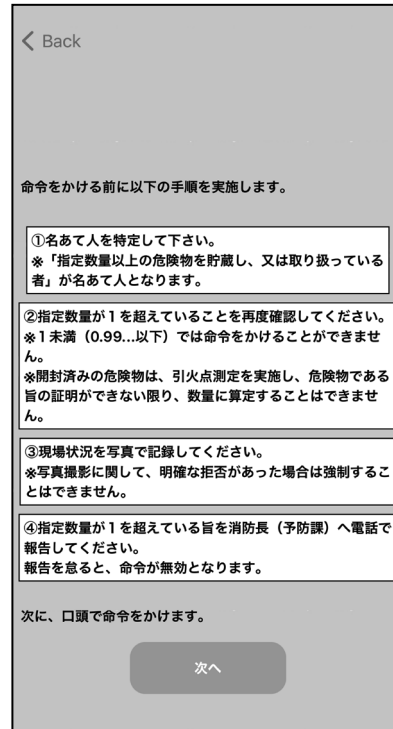 Back
命令をかける前に以下の手順を実施します。
①名あて人を特定して下さい。
※「指定数量以上の危険物を貯蔵し、又は取り扱っている
者」が名あて人となります。
②指定数量が１を超えていることを再度確認してください。
※１未満（0.99...以下）では命令をかけることができませ
ん。
※開封済みの危険物は、引火点測定を実施し、危険物である
旨の証明ができない限り、数量に算定することはできませ
ん。
③現場状況を写真で記録してください。
※写真撮影に関して、明確な拒否があった場合は強制するこ
とはできません。
④指定数量が１を超えている旨を消防長（予防課）へ電話で
報告してください。
報告を怠ると、命令が無効となります。
次に、口頭で命令をかけます。
次へ